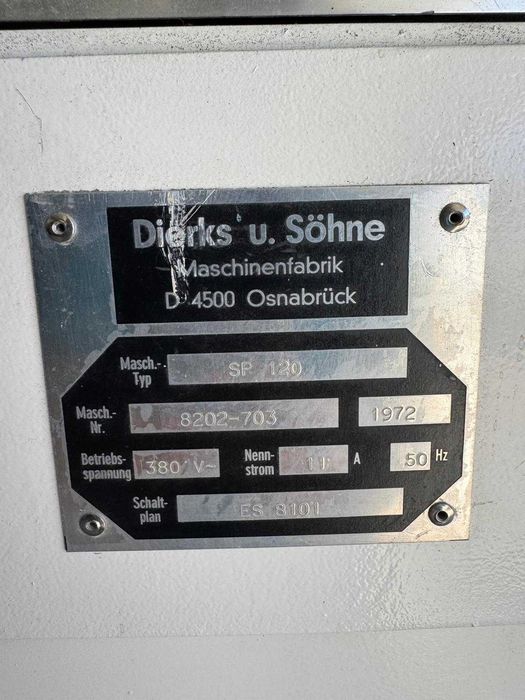 Dierks u. Söhne
Maschinenfabrik
D 4500 Osnabrück
Masch.-
Typ
SP 120
Masch.-
Nr.
8202-703
1972
Betriebs-
spannung
380 V~
Nenn-
strom
11 A
50 Hz
Schalt-
plan
ES 8101